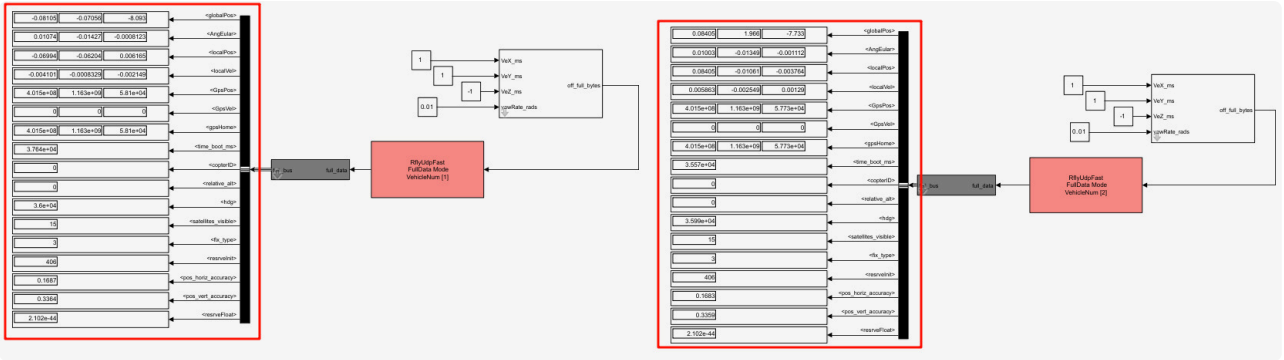 -0.08105 -0.07056 -8.093 <globalPos>
0.01074 -0.01427 -0.0008123 <AngEular>
-0.06994 -0.06204 0.006165 <localPos>
-0.004101 -0.0008329 -0.002149 <localVel>
4.015e+08 1.163e+09 5.81e+04 <GpsPos>
0 0 0 <GpsVel>
4.015e+08 1.163e+09 5.81e+04 <gpsHome>
3.764e+04 <time_boot_ms>
0 <copterID>
0 <relative_alt>
3.6e+04 <hdg>
15 <satellites_visible>
3 <fix_type>
406 <resrveInit>
0.1687 <pos_horiz_accuracy>
0.3364 <pos_vert_accuracy>
2.102e-44 <resrveFloat>
full_data
RflyUdpFast
FullData Mode
VehicleNum [1]
1 VeX_ms
1 VeY_ms
-1 VeZ_ms
0.01 yawRate_rads
off_full_bytes
0.08405 1.966 -7.733 <globalPos>
0.01003 -0.01349 -0.001112 <AngEular>
0.08405 -0.01061 -0.003764 <localPos>
0.005863 -0.002549 0.00129 <localVel>
4.015e+08 1.163e+09 5.773e+04 <GpsPos>
0 0 0 <GpsVel>
4.015e+08 1.163e+09 5.773e+04 <gpsHome>
3.557e+04 <time_boot_ms>
0 <copterID>
0 <relative_alt>
3.599e+04 <hdg>
15 <satellites_visible>
3 <fix_type>
406 <resrveInit>
0.1683 <pos_horiz_accuracy>
0.3359 <pos_vert_accuracy>
2.102e-44 <resrveFloat>
full_data
RflyUdpFast
FullData Mode
VehicleNum [2]
1 VeX_ms
1 VeY_ms
-1 VeZ_ms
0.01 yawRate_rads
off_full_bytes